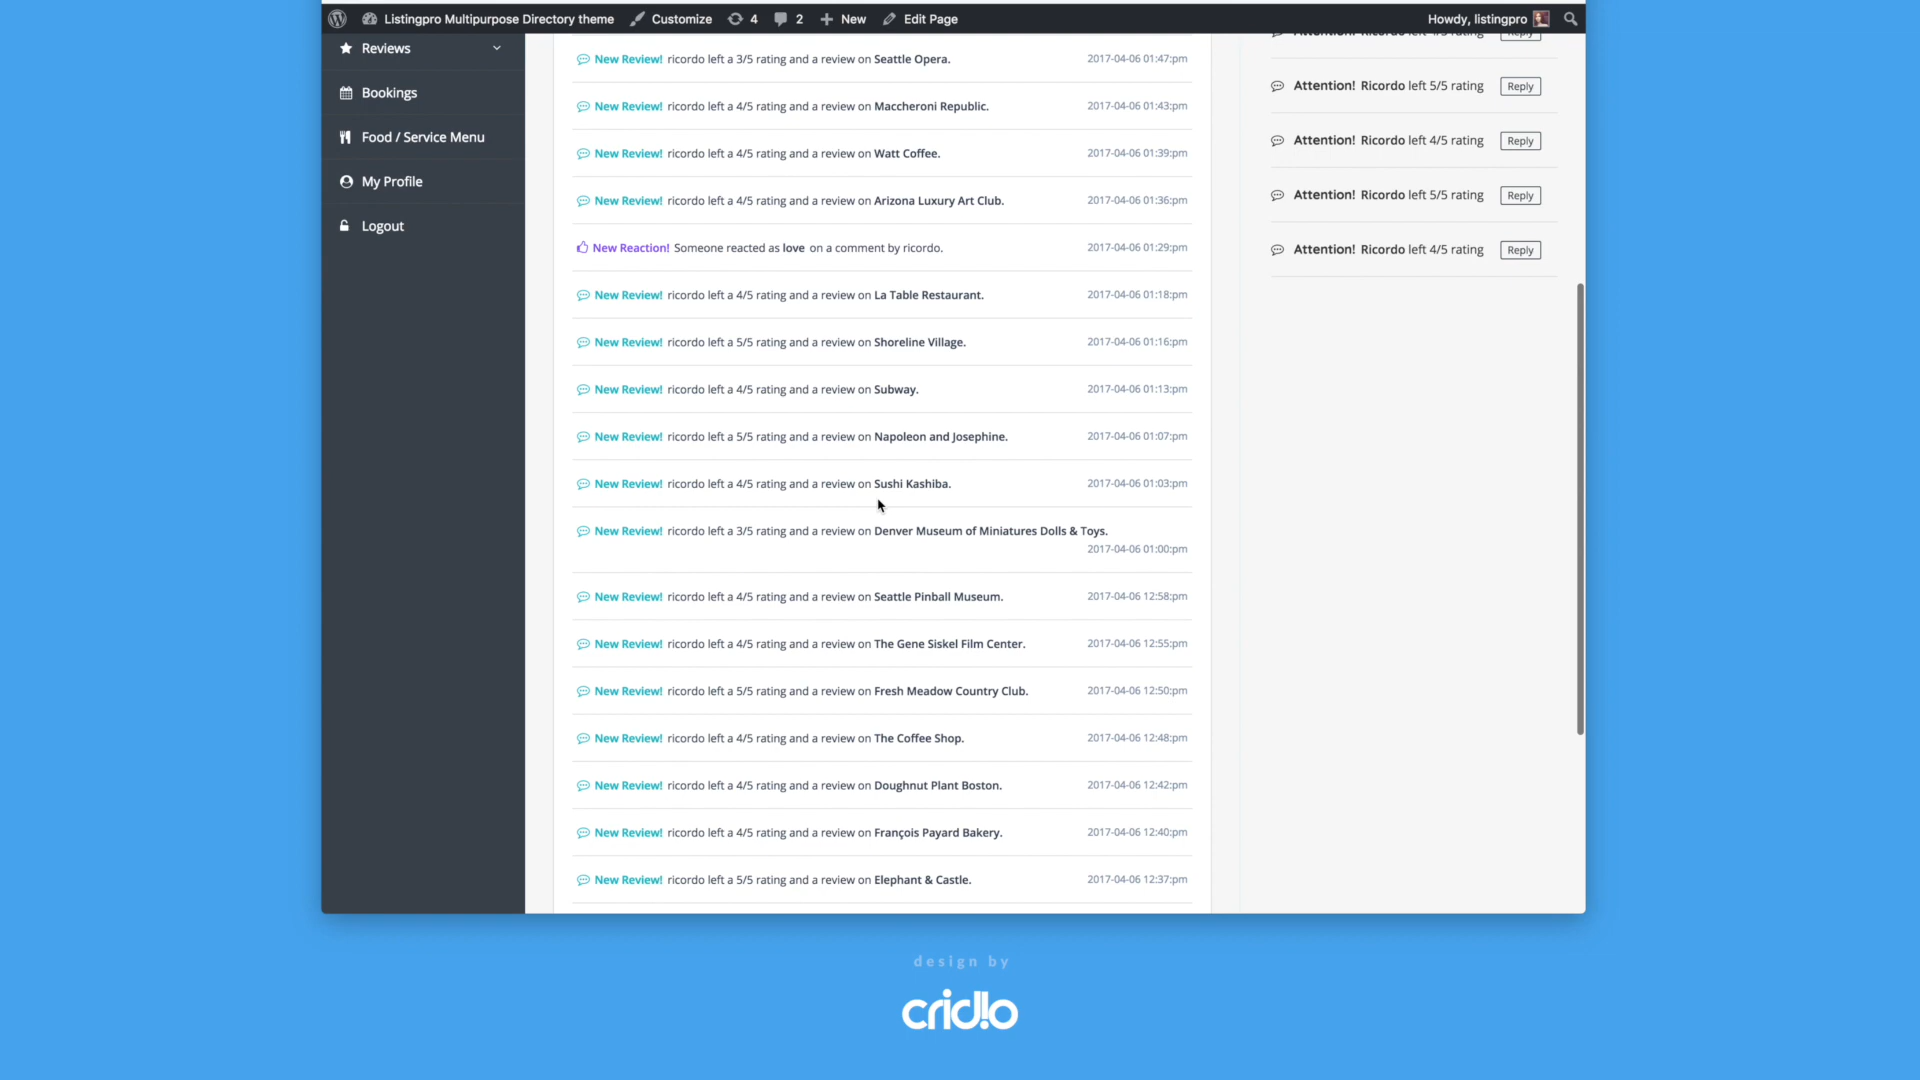 Listingpro Multipurpose Directory theme Customize 4 2 New Edit Page Howdy, listingpro
Reviews
Bookings
Food / Service Menu
My Profile
Logout
New Review! ricordo left a 3/5 rating and a review on Seattle Opera. 2017-04-06 01:47:pm
New Review! ricordo left a 4/5 rating and a review on Maccheroni Republic. 2017-04-06 01:43:pm
New Review! ricordo left a 4/5 rating and a review on Watt Coffee. 2017-04-06 01:39:pm
New Review! ricordo left a 4/5 rating and a review on Arizona Luxury Art Club. 2017-04-06 01:36:pm
New Reaction! Someone reacted as love on a comment by ricordo. 2017-04-06 01:29:pm
New Review! ricordo left a 4/5 rating and a review on La Table Restaurant. 2017-04-06 01:18:pm
New Review! ricordo left a 5/5 rating and a review on Shoreline Village. 2017-04-06 01:16:pm
New Review! ricordo left a 4/5 rating and a review on Subway. 2017-04-06 01:13:pm
New Review! ricordo left a 5/5 rating and a review on Napoleon and Josephine. 2017-04-06 01:07:pm
New Review! ricordo left a 4/5 rating and a review on Sushi Kashiba. 2017-04-06 01:03:pm
New Review! ricordo left a 3/5 rating and a review on Denver Museum of Miniatures Dolls & Toys.
2017-04-06 01:00:pm
New Review! ricordo left a 4/5 rating and a review on Seattle Pinball Museum. 2017-04-06 12:58:pm
New Review! ricordo left a 4/5 rating and a review on The Gene Siskel Film Center. 2017-04-06 12:55:pm
New Review! ricordo left a 5/5 rating and a review on Fresh Meadow Country Club. 2017-04-06 12:50:pm
New Review! ricordo left a 4/5 rating and a review on The Coffee Shop. 2017-04-06 12:48:pm
New Review! ricordo left a 4/5 rating and a review on Doughnut Plant Boston. 2017-04-06 12:42:pm
New Review! ricordo left a 4/5 rating and a review on François Payard Bakery. 2017-04-06 12:40:pm
New Review! ricordo left a 5/5 rating and a review on Elephant & Castle. 2017-04-06 12:37:pm
Attention! Ricordo left 5/5 rating Reply
Attention! Ricordo left 4/5 rating Reply
Attention! Ricordo left 5/5 rating Reply
Attention! Ricordo left 4/5 rating Reply
design by
cridio